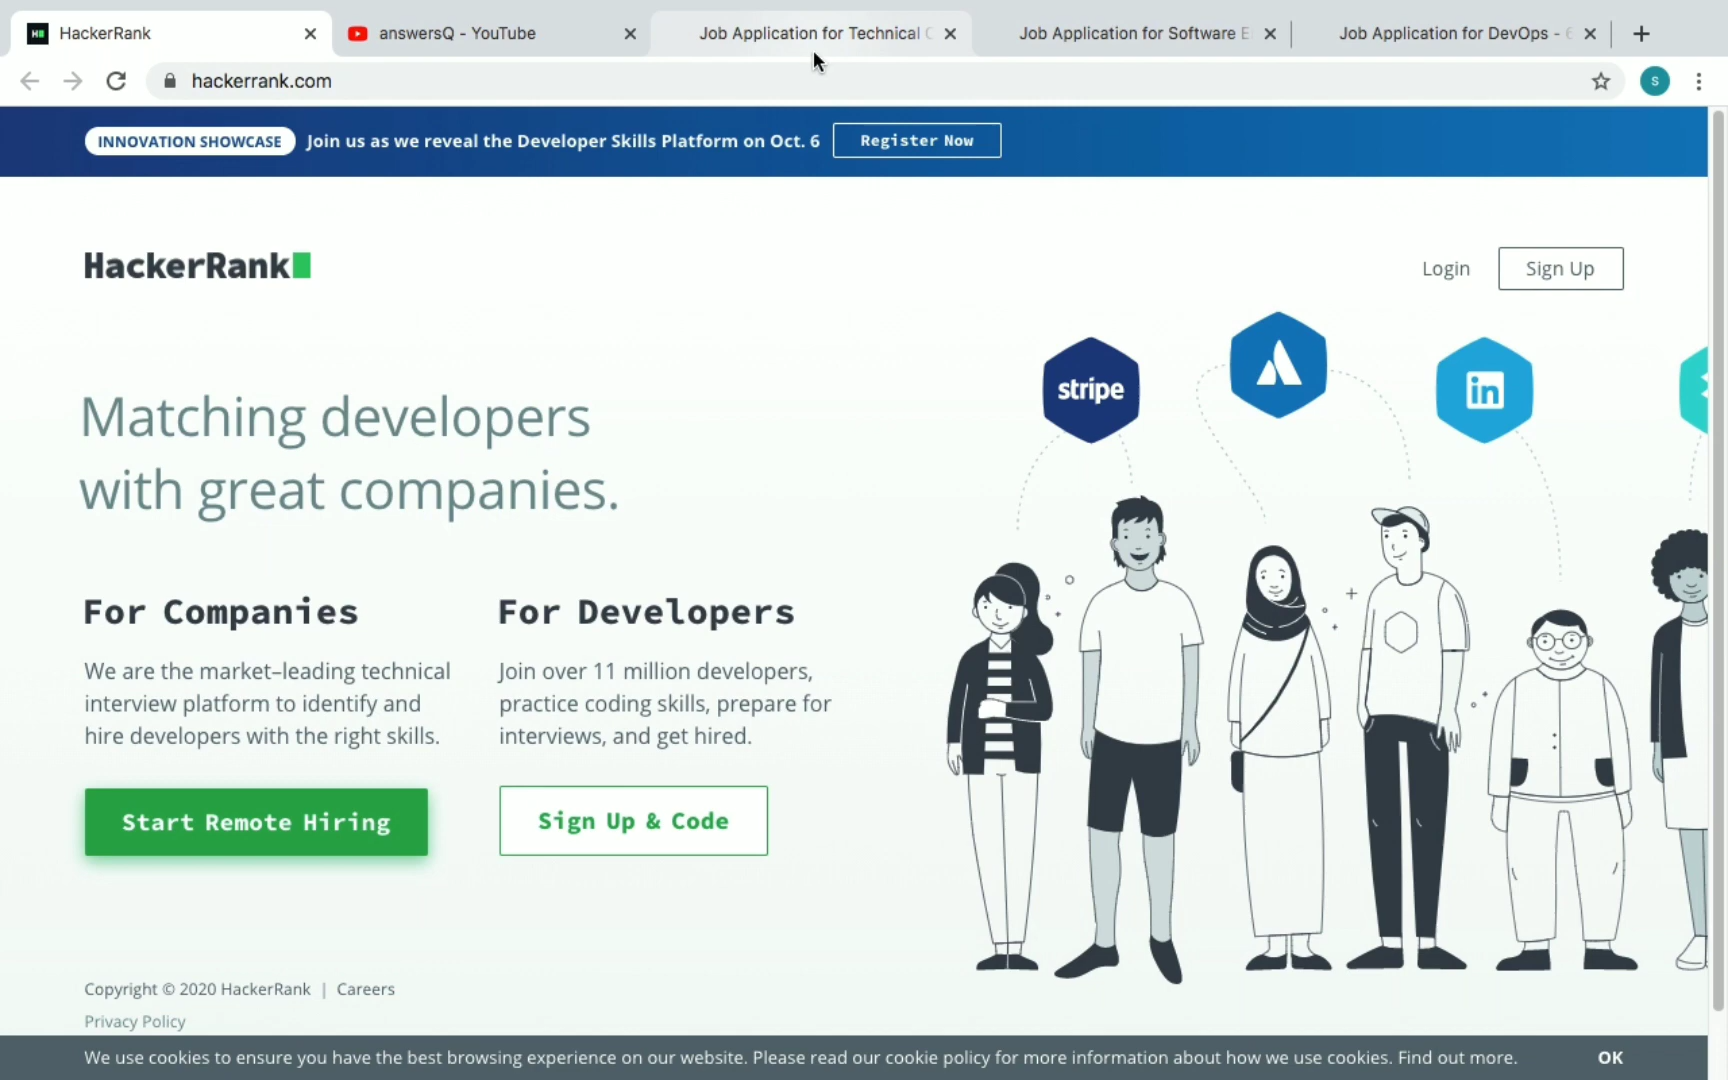 HackerRank
answersQ - YouTube
Job Application for Technical
Job Application for Software E
Job Application for DevOps -
S
hackerrank.com
INNOVATION SHOWCASE
Join us as we reveal the Developer Skills Platform on Oct. 6
Register Now
HackerRank
Login
Sign Up
stripe
in
Matching developers
with great companies.
For Companies
We are the market–leading technical
interview platform to identify and
hire developers with the right skills.
Start Remote Hiring
For Developers
Join over 11 million developers,
practice coding skills, prepare for
interviews, and get hired.
Sign Up & Code
Copyright © 2020 HackerRank | Careers
Privacy Policy
We use cookies to ensure you have the best browsing experience on our website. Please read our cookie policy for more information about how we use cookies. Find out more.
OK